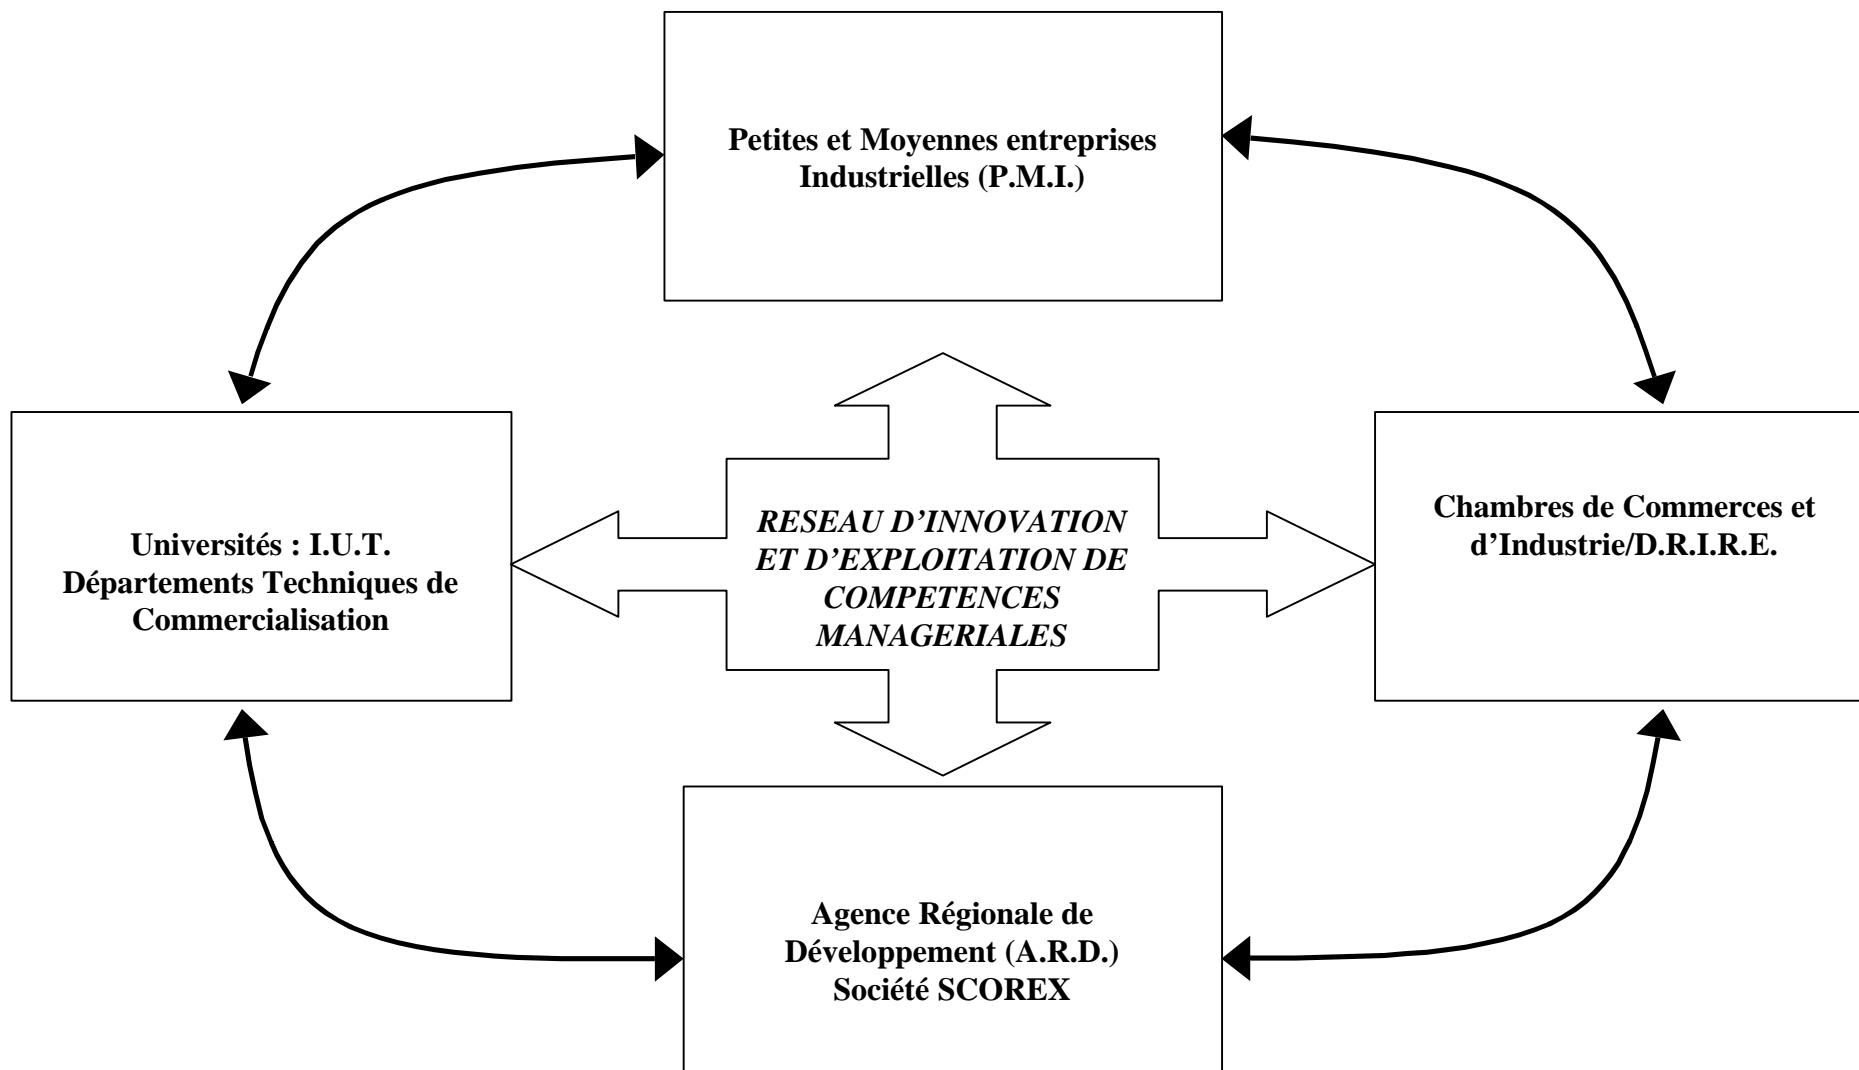 Petites et Moyennes entreprises
Industrielles (P.M.I.)
Universités : I.U.T.
Départements Techniques de
Commercialisation
RESEAU D’INNOVATION
ET D’EXPLOITATION DE
COMPETENCES
MANAGERIALES
Chambres de Commerces et
d’Industrie/D.R.I.R.E.
Agence Régionale de
Développement (A.R.D.)
Société SCOREX